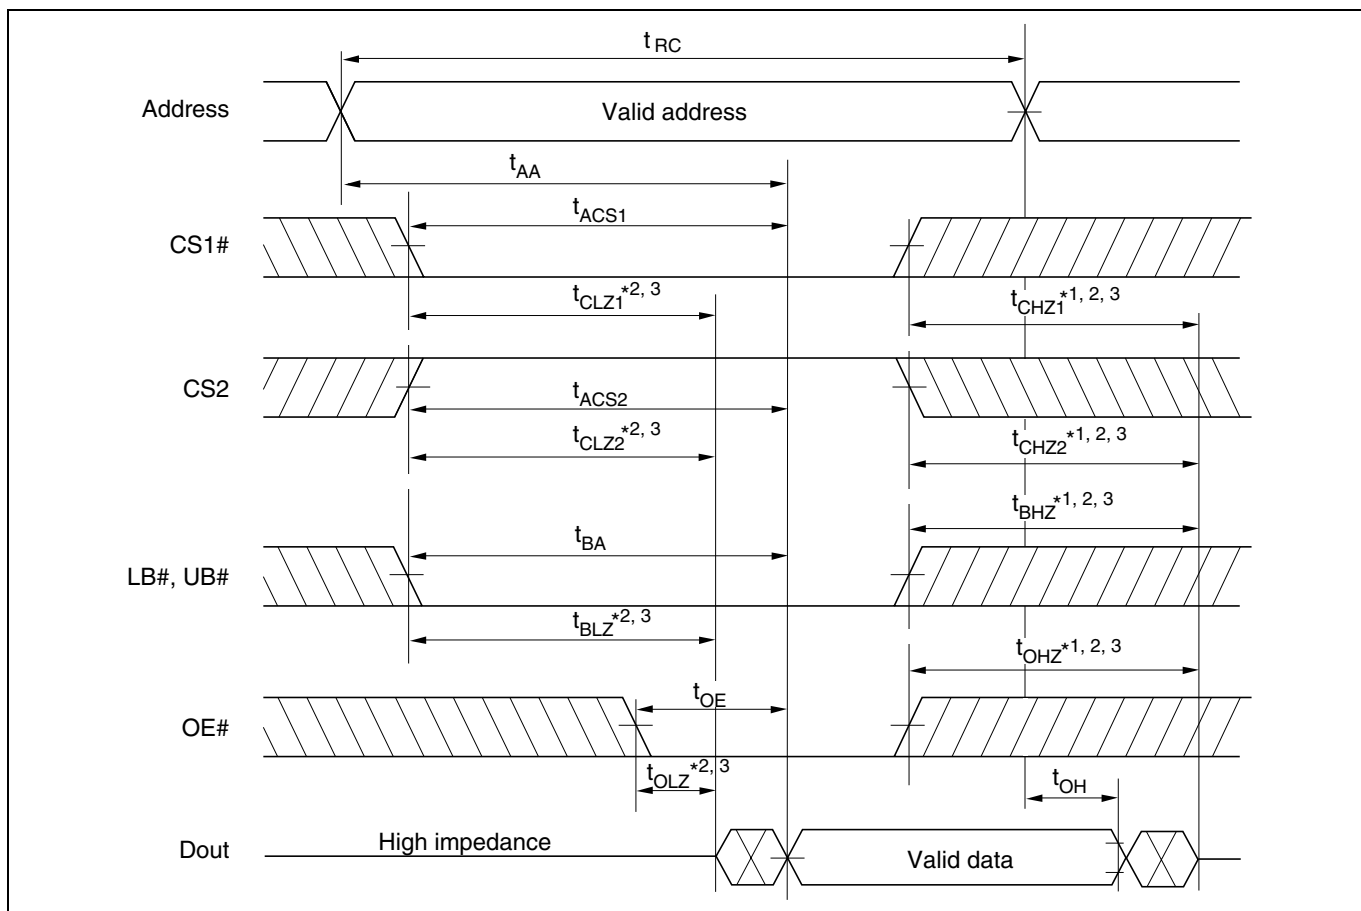 tRC
Address
Valid address
tAA
tACS1
CS1#
tCLZ1*2, 3
tCHZ1*1, 2, 3
CS2
tACS2
tCLZ2*2, 3
tCHZ2*1, 2, 3
tBHZ*1, 2, 3
tBA
LB#, UB#
tBLZ*2, 3
tOHZ*1, 2, 3
tOE
OE#
tOLZ*2, 3
tOH
Dout
High impedance
Valid data